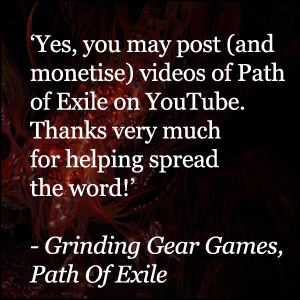 ‘Yes, you may post (and
monetise) videos of Path
of Exile on YouTube.
Thanks very much
for helping spread
the word!’
- Grinding Gear Games,
Path Of Exile